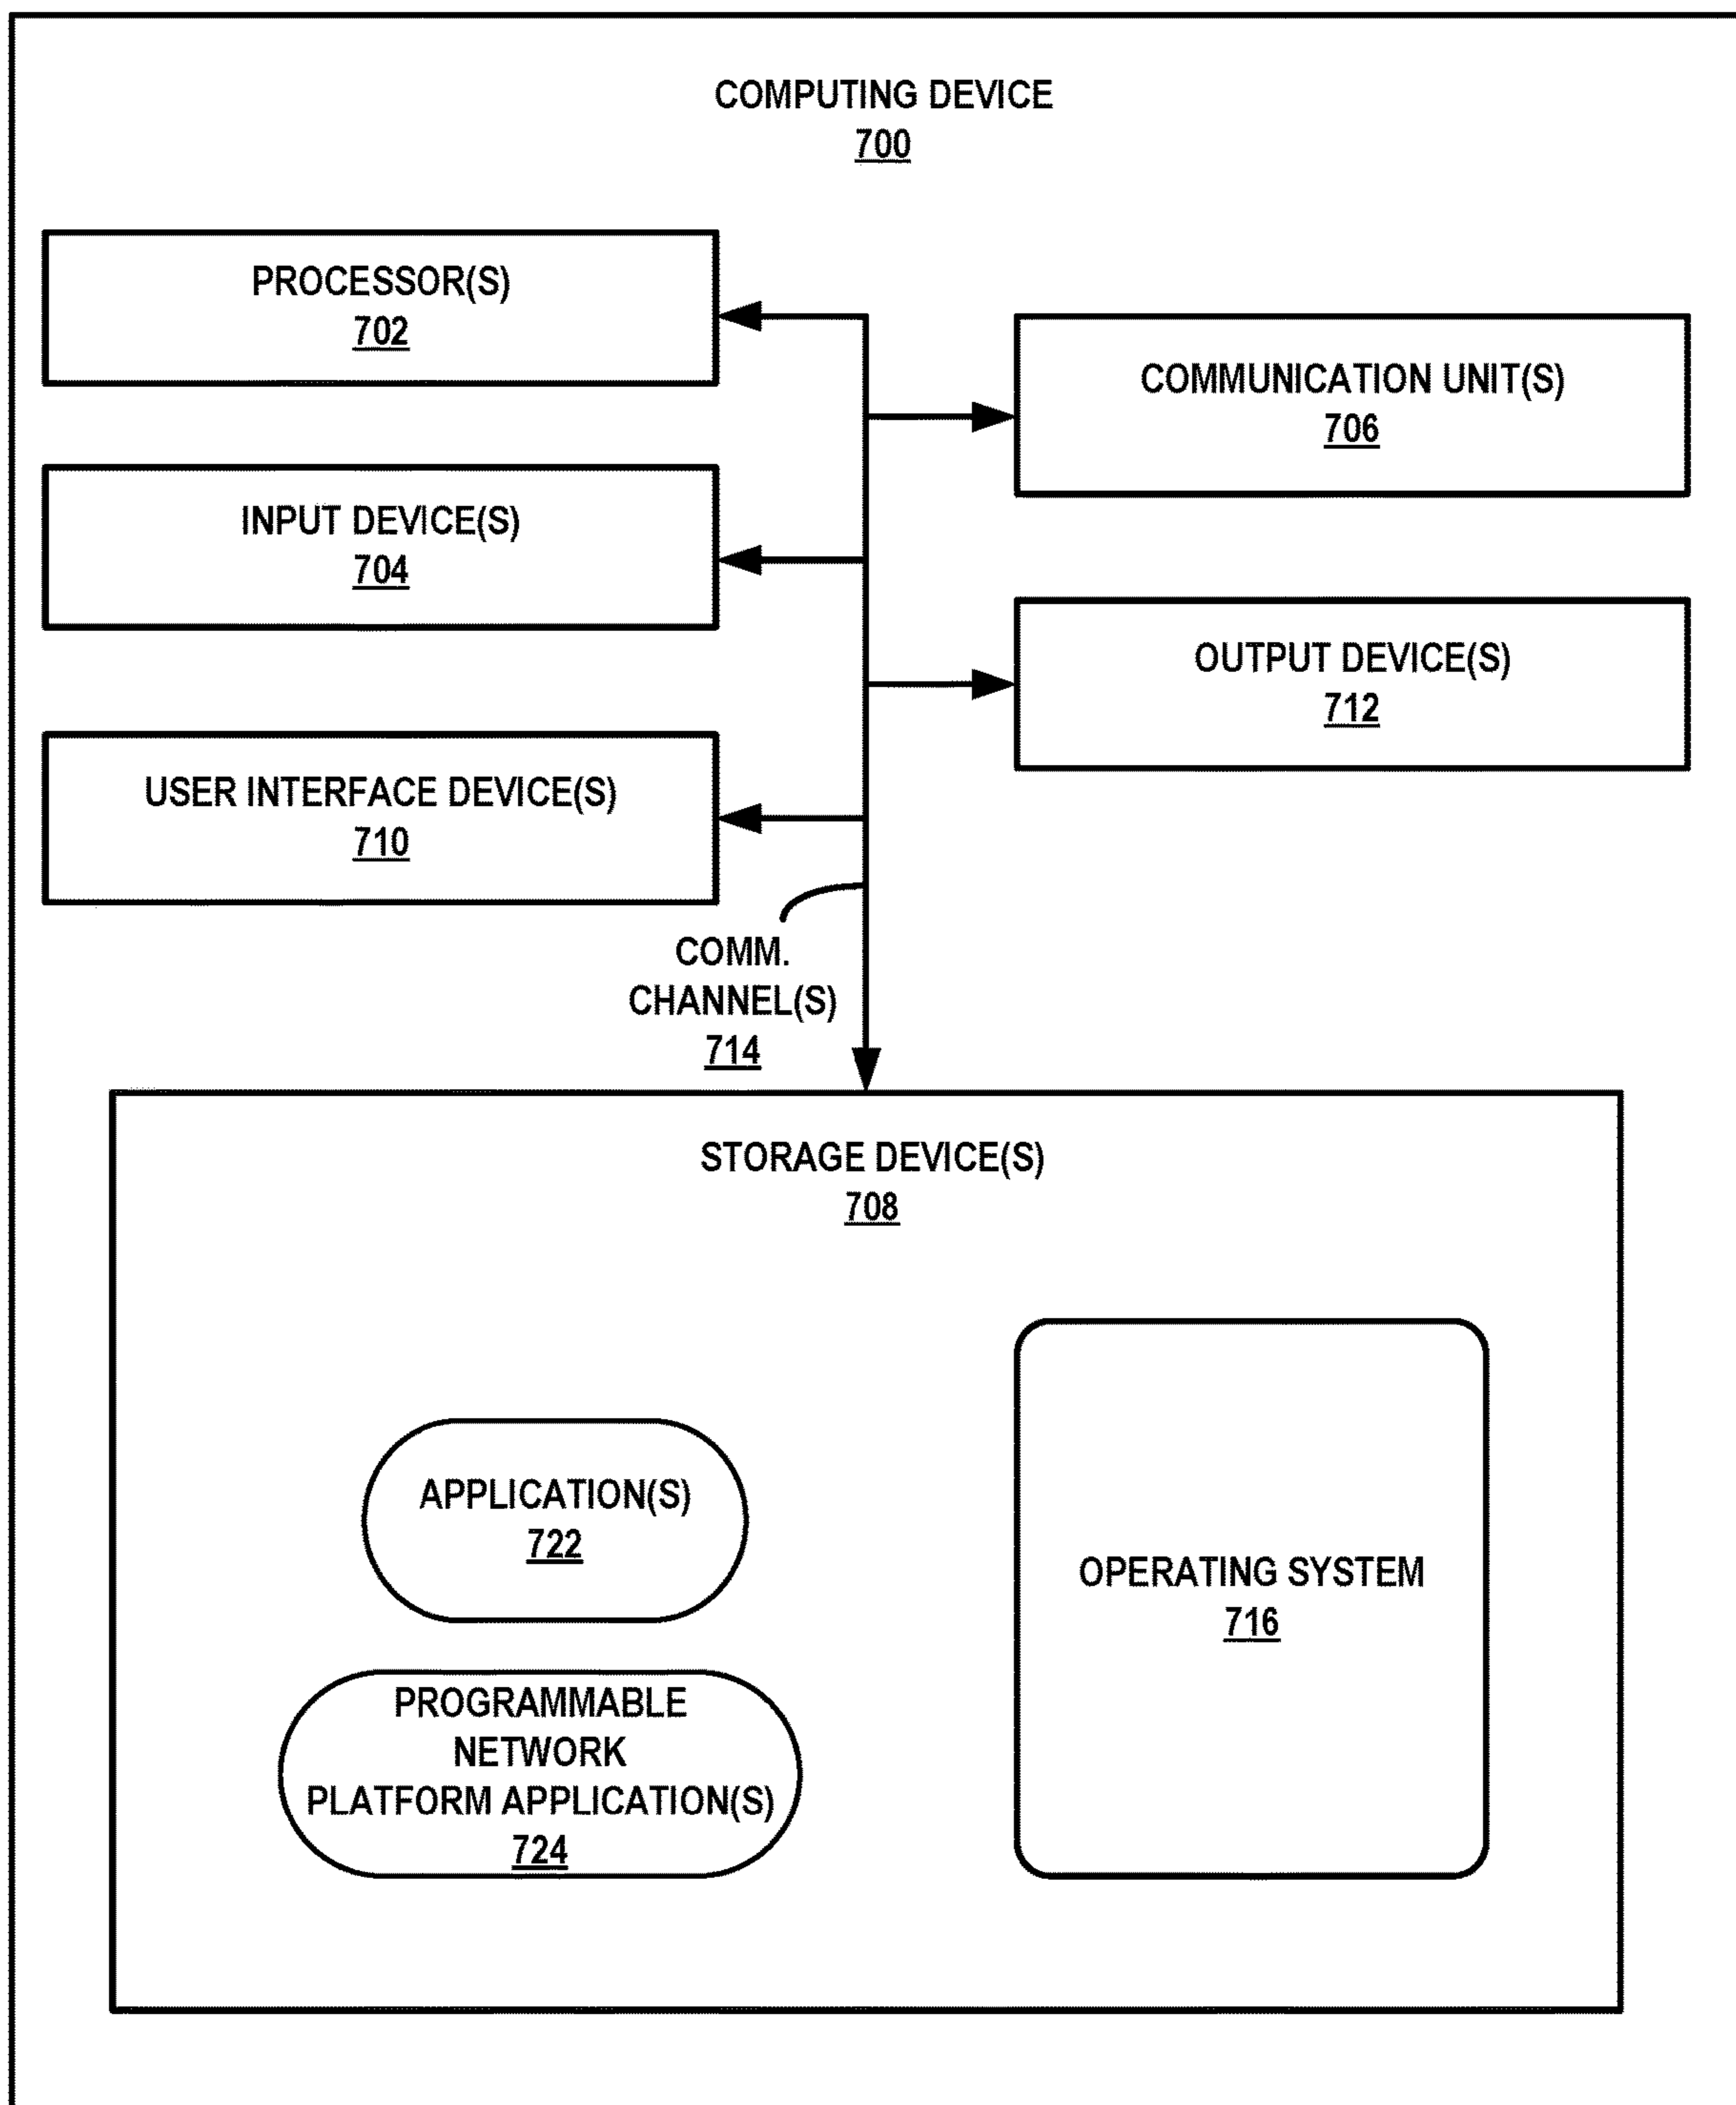 COMPUTING DEVICE
700
PROCESSOR(S)
702
COMMUNICATION UNIT(S)
706
INPUT DEVICE(S)
704
OUTPUT DEVICE(S)
712
USER INTERFACE DEVICE(S)
710
COMM.
CHANNEL(S)
714
STORAGE DEVICE(S)
708
APPLICATION(S)
722
OPERATING SYSTEM
716
PROGRAMMABLE
NETWORK
PLATFORM APPLICATION(S)
724